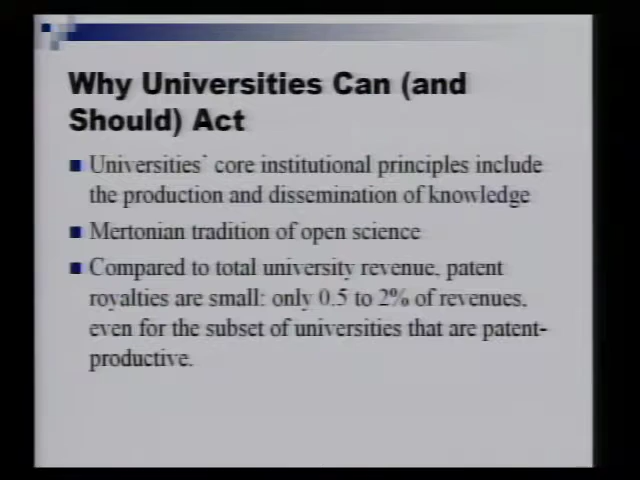 Why Universities Can (and
Should) Act
Universities' core institutional principles include
the production and dissemination of knowledge
Mertonian tradition of open science
Compared to total university revenue, patent
royalties are small: only 0.5 to 2% of revenues,
even for the subset of universities that are patent-
productive.